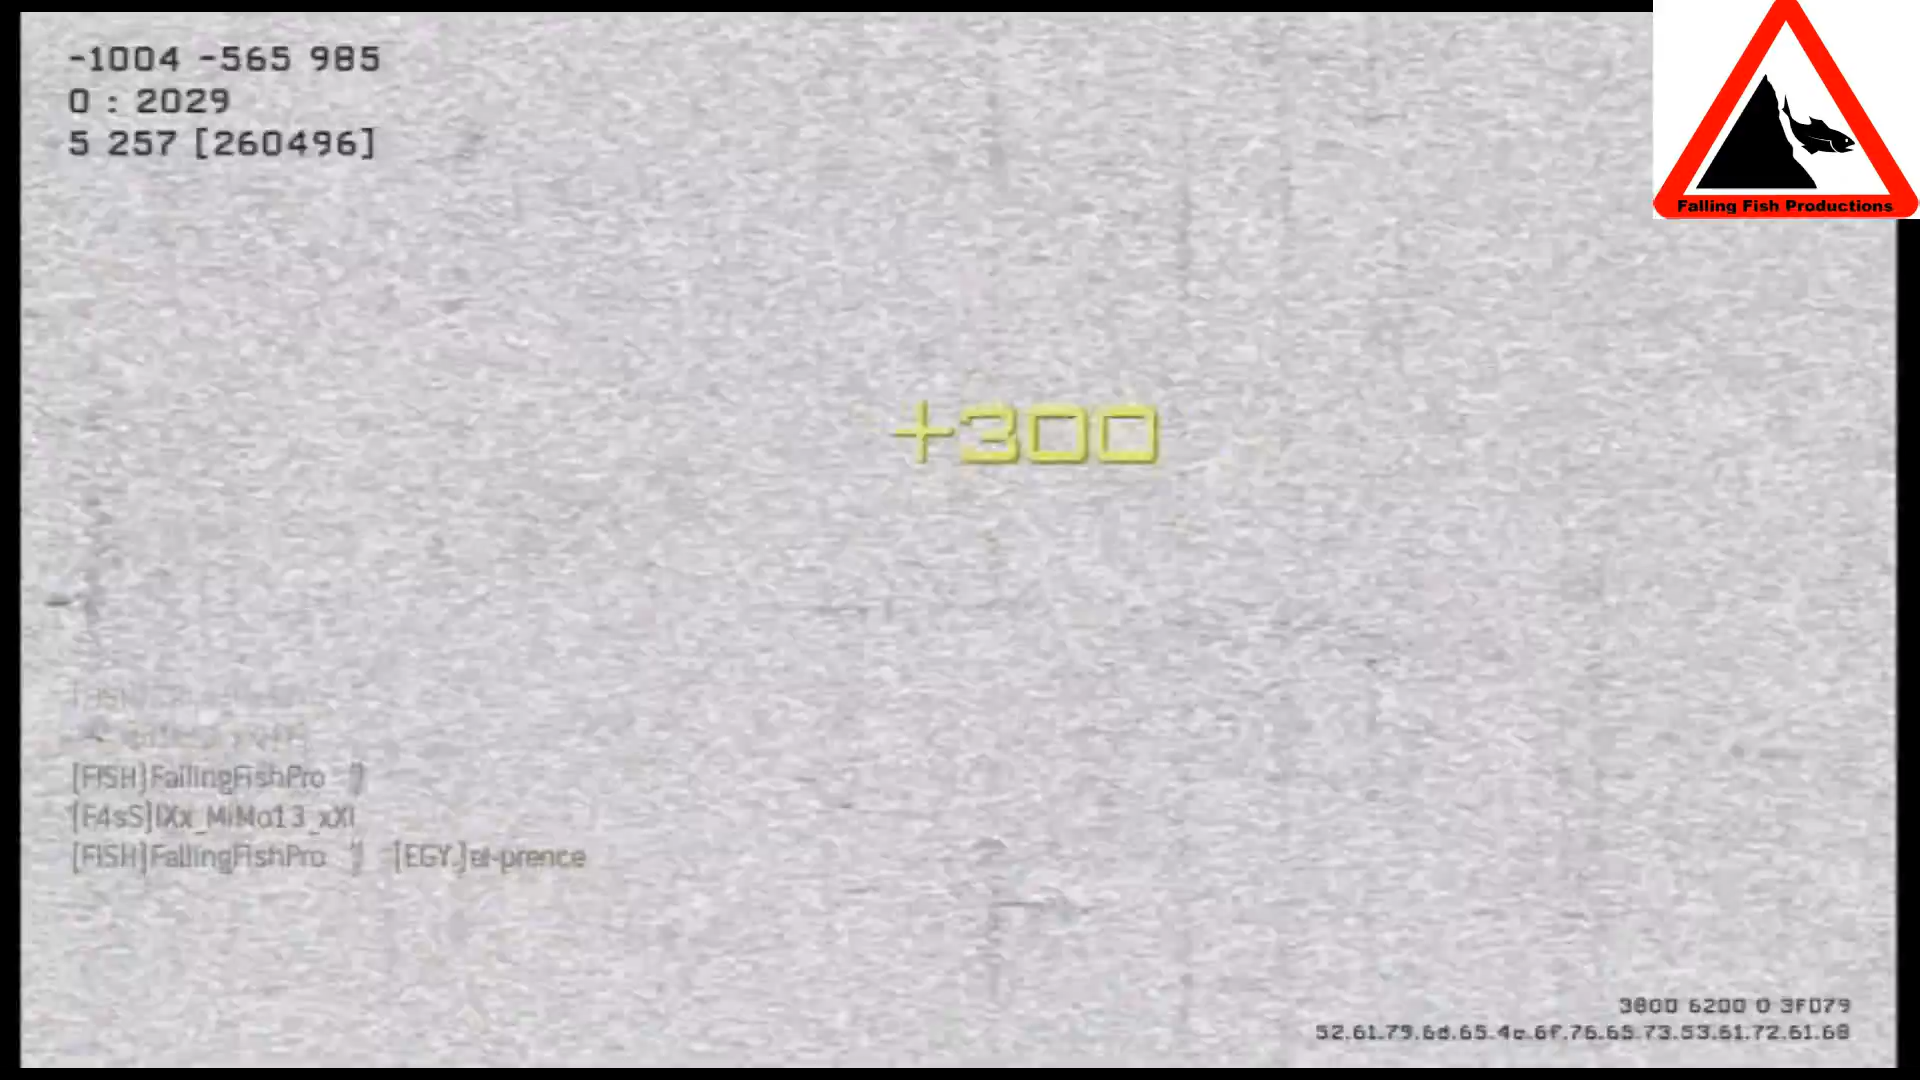 -1004 -565 985
0 : 2029
5 257 [260496]
Falling Fish Productions
+300
[FISH]FallingFishPro
[F4sS]IXx_MiMo13_xXI
[FISH]FallingFishPro [EGY.]el-prence
3800 6200 0 3F079
52.61.79.6d.65.4c.6f.76.65.73.53.61.72.61.68